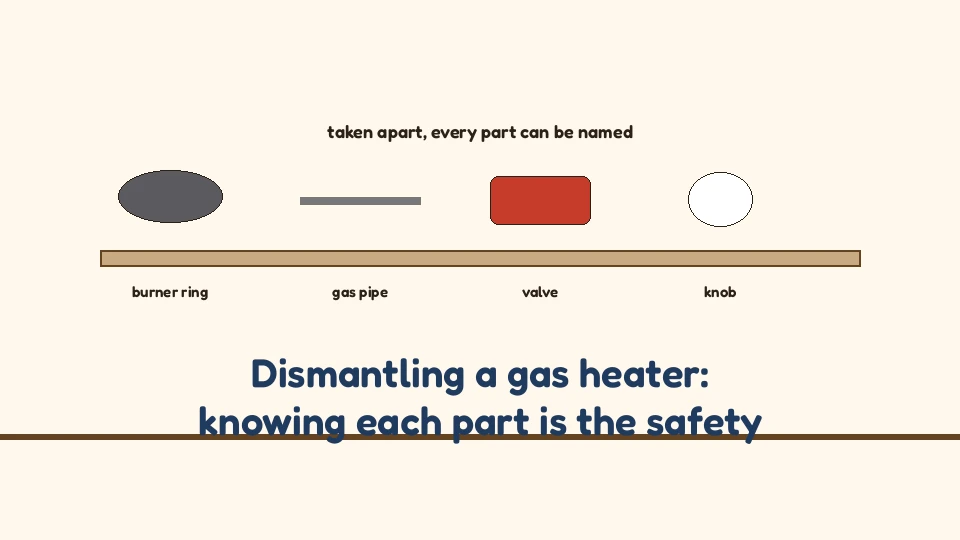 taken apart, every part can be named
burner ring
gas pipe
valve
knob
Dismantling a gas heater:
knowing each part is the safety